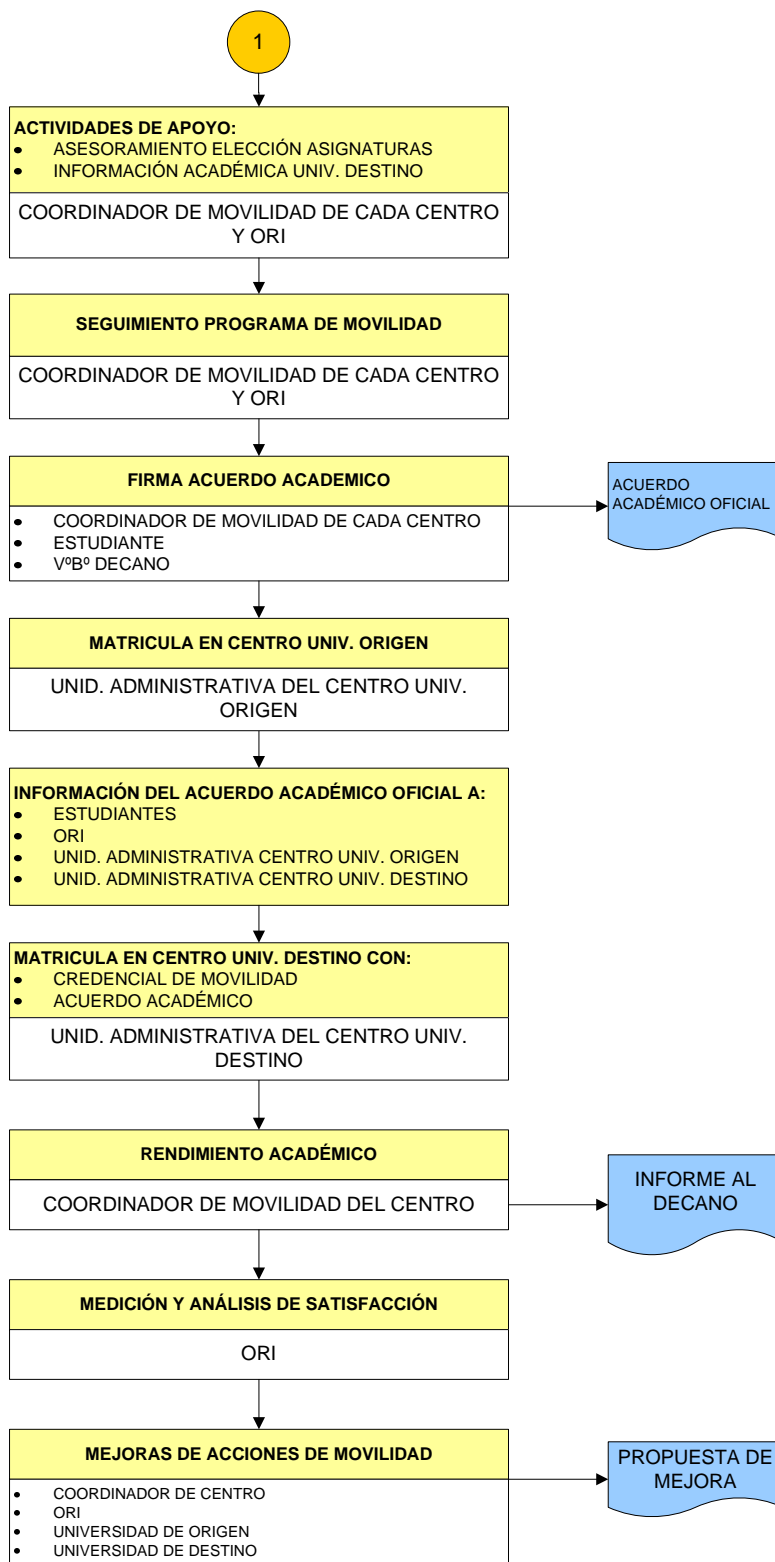 1
ACTIVIDADES DE APOYO:
• ASESORAMIENTO ELECCIÓN ASIGNATURAS
• INFORMACIÓN ACADÉMICA UNIV. DESTINO
COORDINADOR DE MOVILIDAD DE CADA CENTRO
Y ORI
SEGUIMIENTO PROGRAMA DE MOVILIDAD
COORDINADOR DE MOVILIDAD DE CADA CENTRO
Y ORI
FIRMA ACUERDO ACADEMICO
• COORDINADOR DE MOVILIDAD DE CADA CENTRO
• ESTUDIANTE
• VºBº DECANO
ACUERDO
ACADÉMICO OFICIAL
MATRICULA EN CENTRO UNIV. ORIGEN
UNID. ADMINISTRATIVA DEL CENTRO UNIV.
ORIGEN
INFORMACIÓN DEL ACUERDO ACADÉMICO OFICIAL A:
• ESTUDIANTES
• ORI
• UNID. ADMINISTRATIVA CENTRO UNIV. ORIGEN
• UNID. ADMINISTRATIVA CENTRO UNIV. DESTINO
MATRICULA EN CENTRO UNIV. DESTINO CON:
• CREDENCIAL DE MOVILIDAD
• ACUERDO ACADÉMICO
UNID. ADMINISTRATIVA DEL CENTRO UNIV.
DESTINO
RENDIMIENTO ACADÉMICO
COORDINADOR DE MOVILIDAD DEL CENTRO
INFORME AL
DECANO
MEDICIÓN Y ANÁLISIS DE SATISFACCIÓN
ORI
MEJORAS DE ACCIONES DE MOVILIDAD
• COORDINADOR DE CENTRO
• ORI
• UNIVERSIDAD DE ORIGEN
• UNIVERSIDAD DE DESTINO
PROPUESTA DE
MEJORA